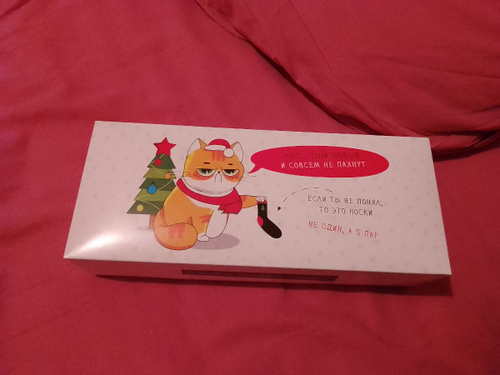 И СОВСЕМ НЕ ПАХНУТ
ЕСЛИ ТЫ НЕ ПОНЯЛ,
ТО ЭТО НОСКИ
НЕ ОДИН, А 5 ПАР